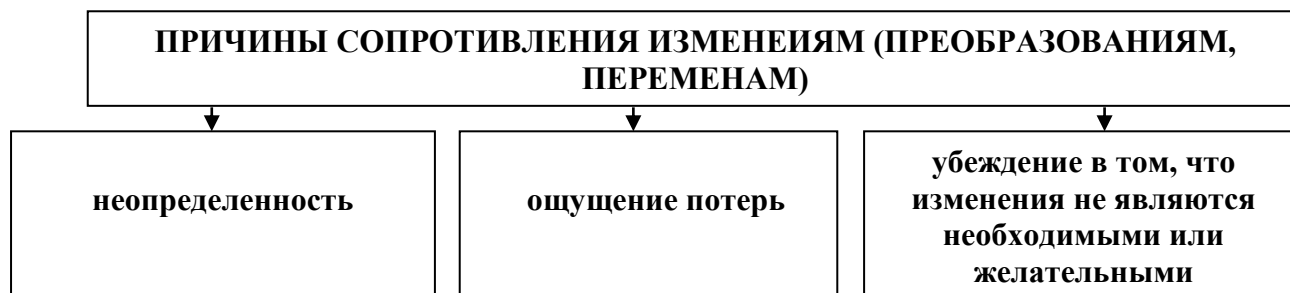 ПРИЧИНЫ СОПРОТИВЛЕНИЯ ИЗМЕНЕИЯМ (ПРЕОБРАЗОВАНИЯМ,
ПЕРЕМЕНАМ)
неопределенность
ощущение потерь
убеждение в том, что
изменения не являются
необходимыми или
желательными